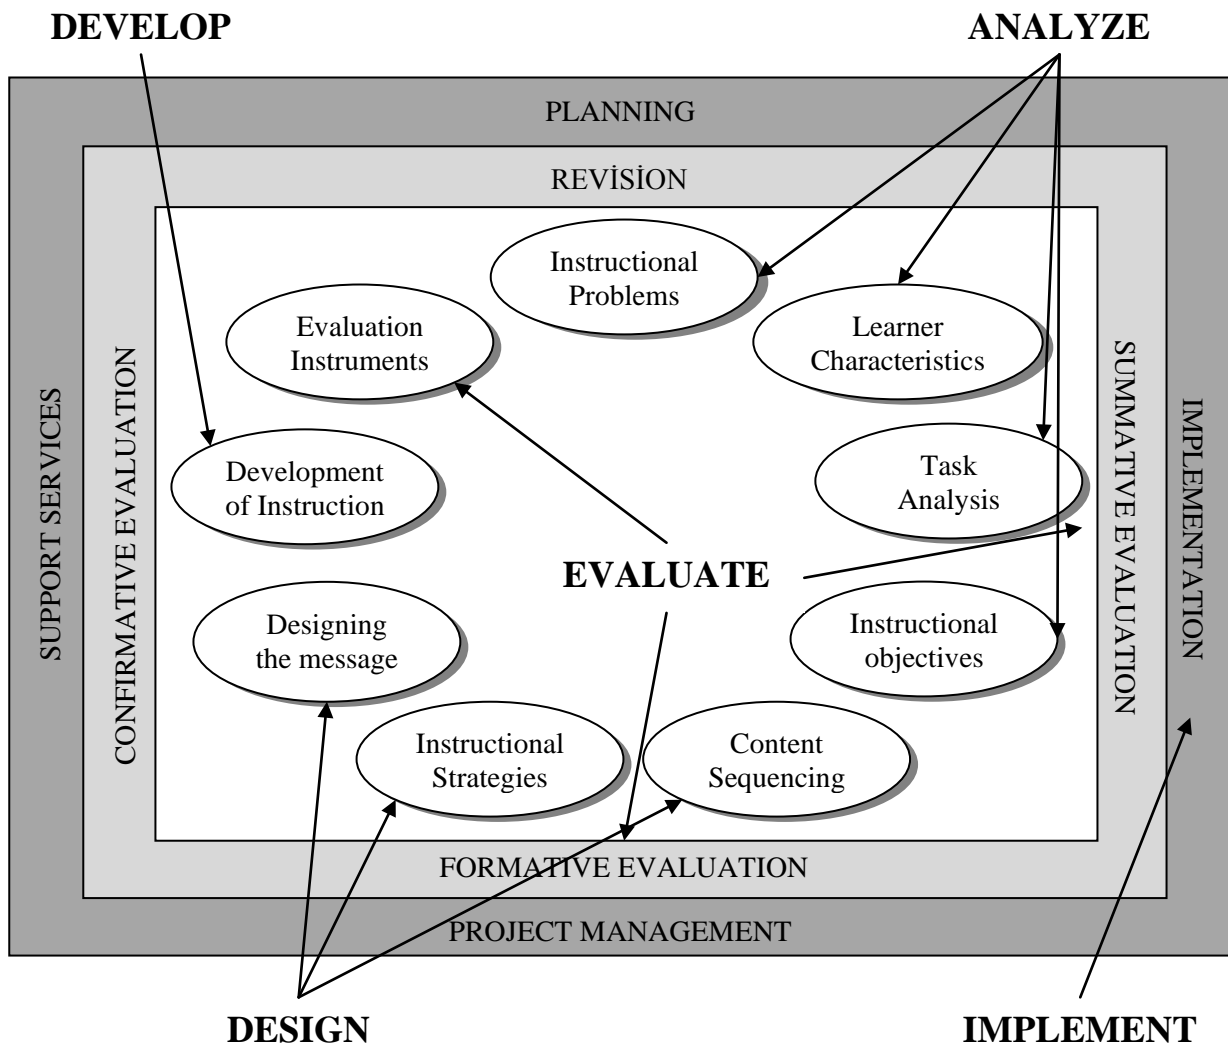 DEVELOP
ANALYZE
PLANNING
REVİSİON
Instructional
Problems
Evaluation
Instruments
Learner
Characteristics
SUPPORT SERVICES
CONFIRMATIVE EVALUATION
SUMMATIVE EVALUATION
IMPLEMENTATION
Development
of Instruction
Task
Analysis
EVALUATE
Designing
the message
Instructional
objectives
Instructional
Strategies
Content
Sequencing
FORMATIVE EVALUATION
PROJECT MANAGEMENT
DESIGN
IMPLEMENT